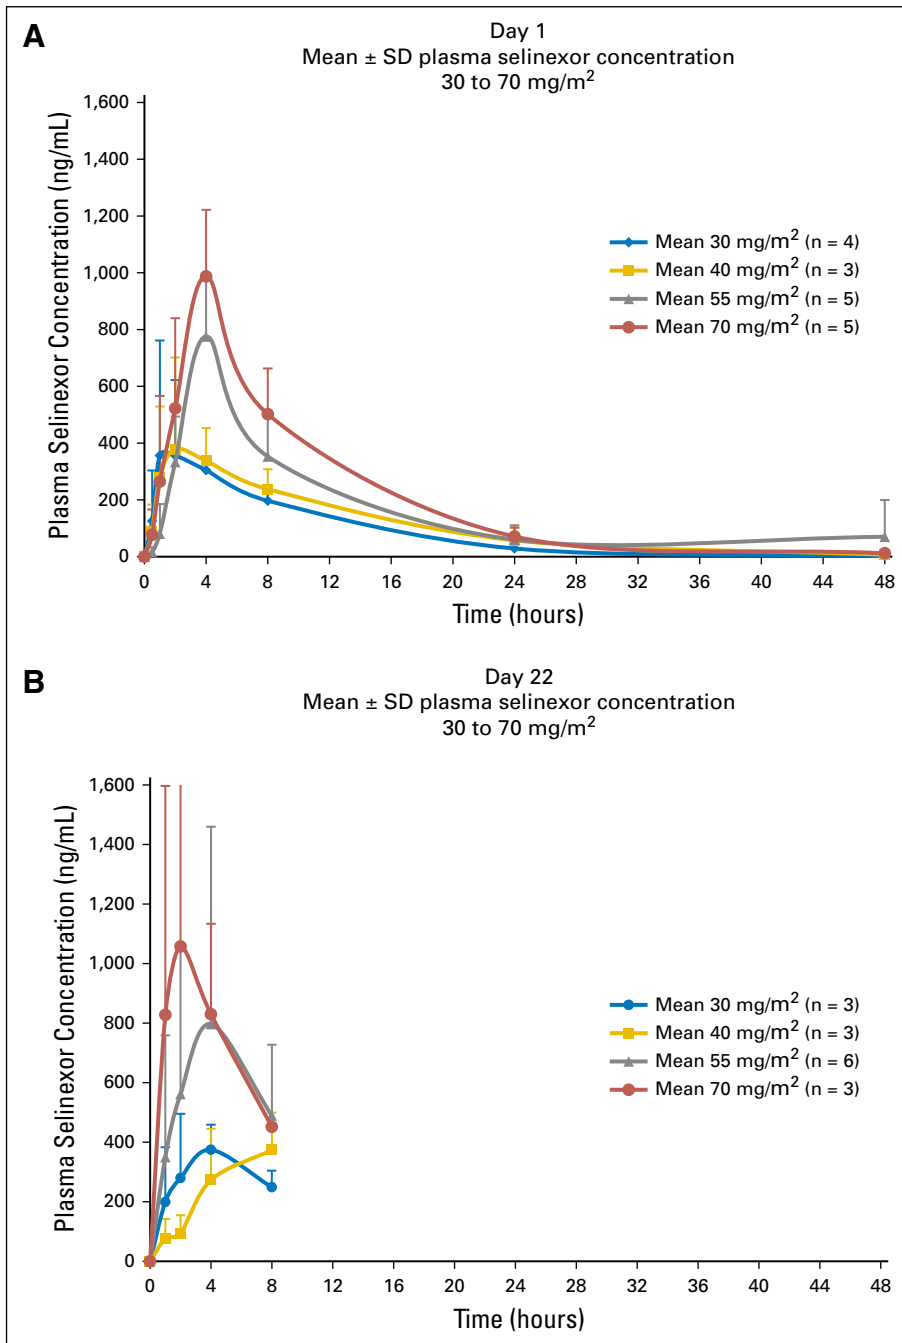 A
Day 1
Mean ± SD plasma selinexor concentration
30 to 70 mg/m²
Plasma Selinexor Concentration (ng/mL)
1,600
1,400
1,200
1,000
800
600
400
200
0
Mean 30 mg/m² (n = 4)
Mean 40 mg/m² (n = 3)
Mean 55 mg/m² (n = 5)
Mean 70 mg/m² (n = 5)
0 4 8 12 16 20 24 28 32 36 40 44 48
Time (hours)
B
Day 22
Mean ± SD plasma selinexor concentration
30 to 70 mg/m²
Plasma Selinexor Concentration (ng/mL)
1,600
1,400
1,200
1,000
800
600
400
200
0
Mean 30 mg/m² (n = 3)
Mean 40 mg/m² (n = 3)
Mean 55 mg/m² (n = 6)
Mean 70 mg/m² (n = 3)
0 4 8 12 16 20 24 28 32 36 40 44 48
Time (hours)